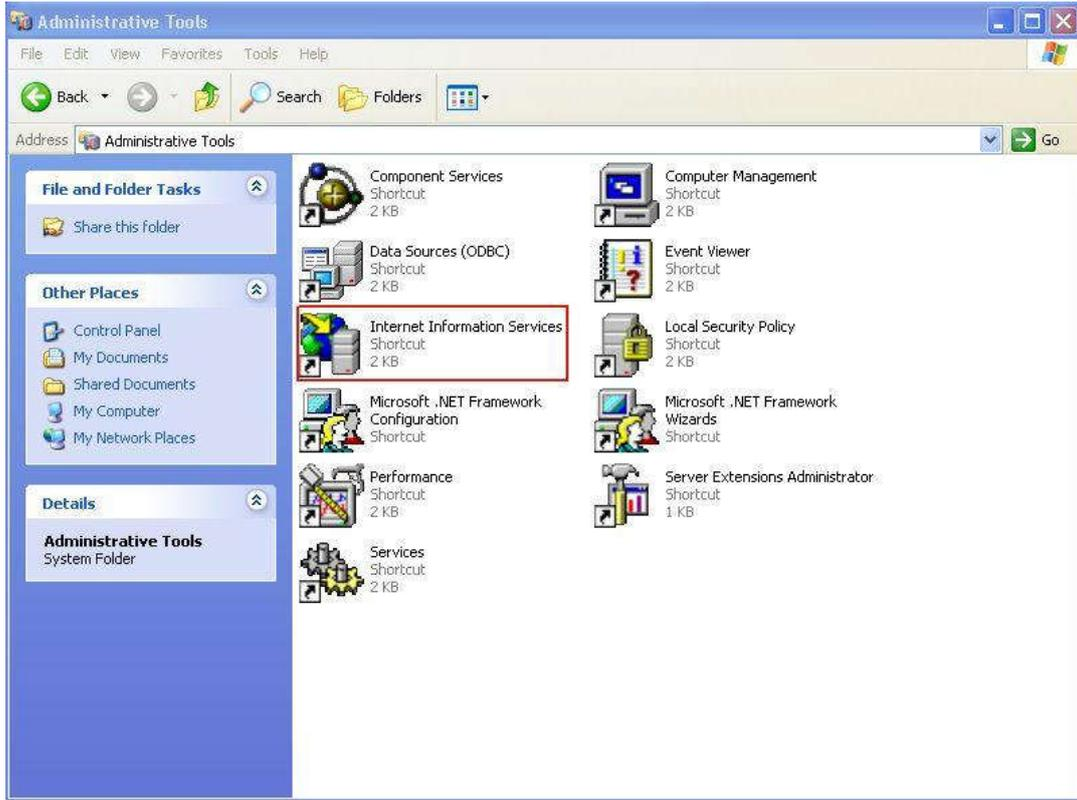 Administrative Tools
File Edit View Favorites Tools Help
Back Search Folders
Address Administrative Tools Go
File and Folder Tasks
Share this folder
Other Places
Control Panel
My Documents
Shared Documents
My Computer
My Network Places
Details
Administrative Tools
System Folder
Component Services
Shortcut
2 KB
Computer Management
Shortcut
2 KB
Data Sources (ODBC)
Shortcut
2 KB
Event Viewer
Shortcut
2 KB
Internet Information Services
Shortcut
2 KB
Local Security Policy
Shortcut
2 KB
Microsoft .NET Framework
Configuration
Shortcut
Microsoft .NET Framework
Wizards
Shortcut
Performance
Shortcut
2 KB
Server Extensions Administrator
Shortcut
1 KB
Services
Shortcut
2 KB